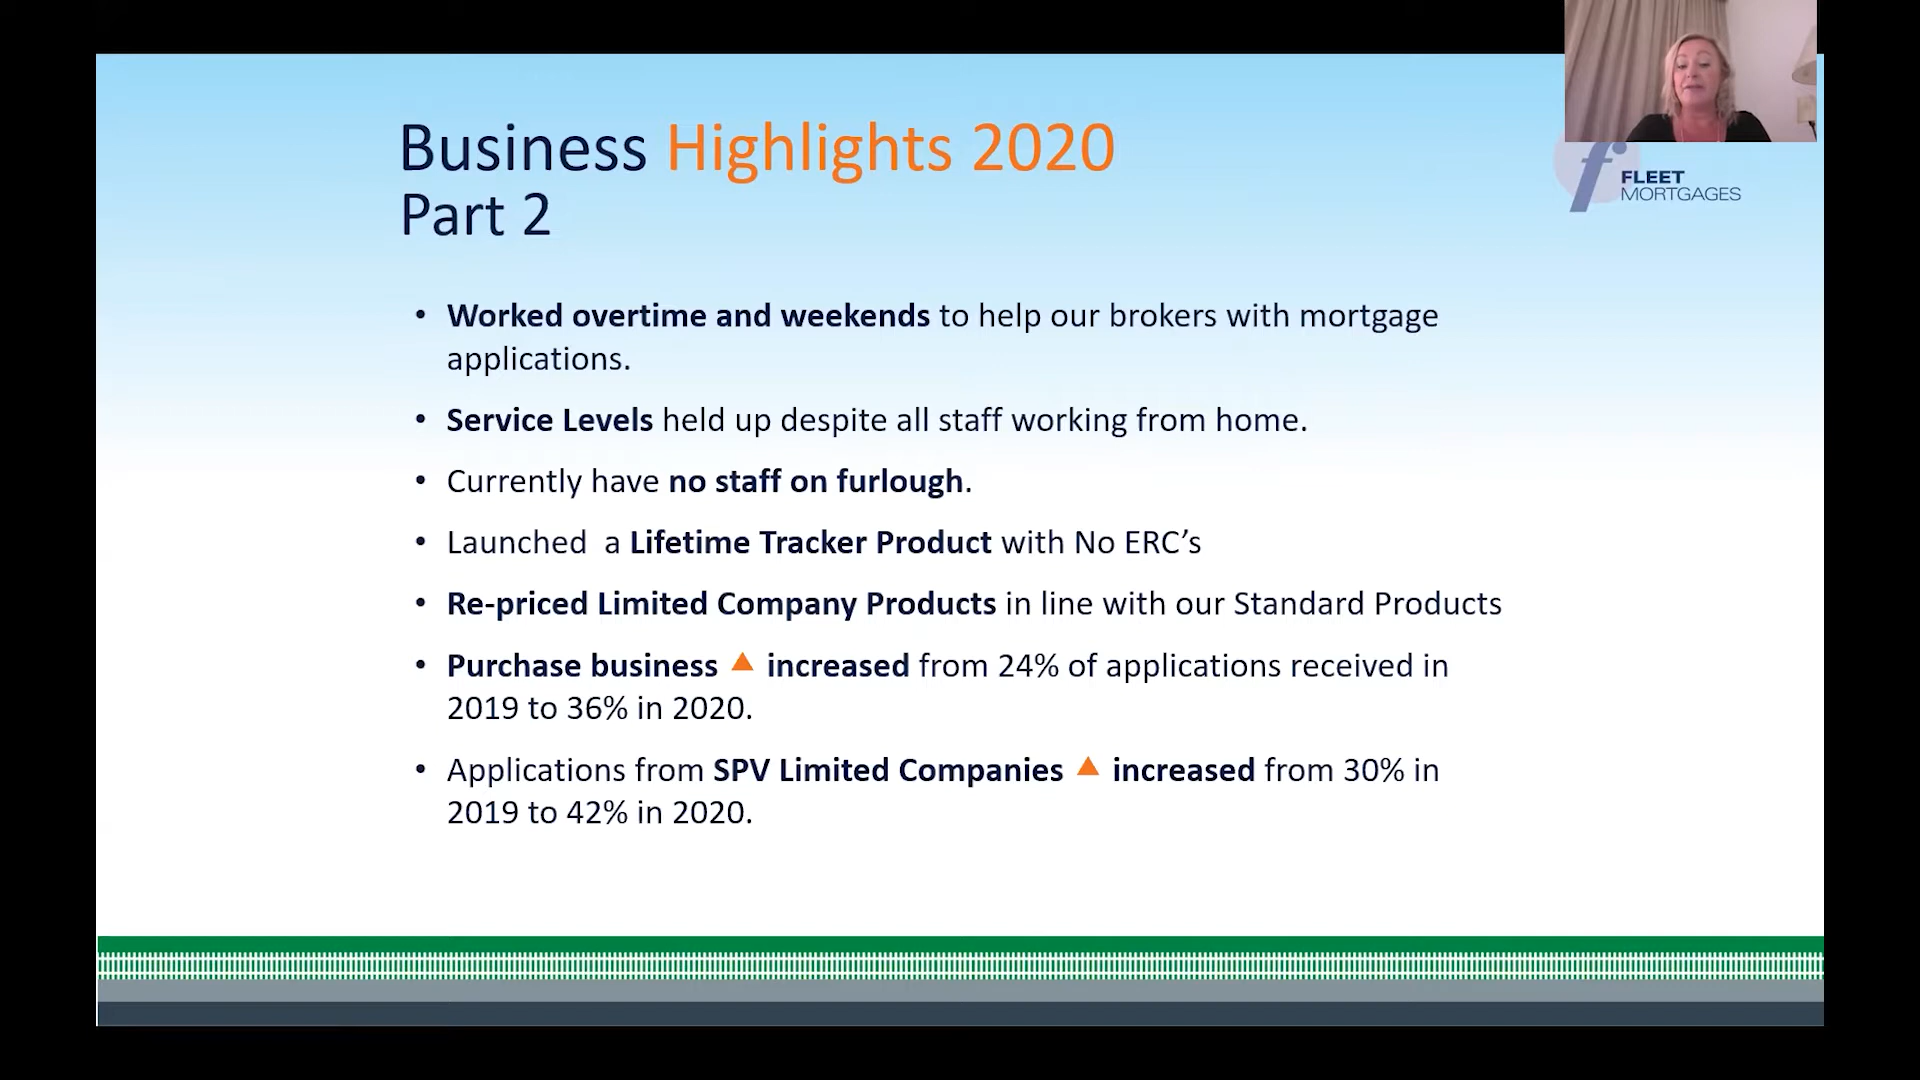 Business Highlights 2020
Part 2
FLEET
MORTGAGES
• Worked overtime and weekends to help our brokers with mortgage
applications.
• Service Levels held up despite all staff working from home.
• Currently have no staff on furlough.
• Launched  a Lifetime Tracker Product with No ERC’s
• Re-priced Limited Company Products in line with our Standard Products
• Purchase business ▲ increased from 24% of applications received in
2019 to 36% in 2020.
• Applications from SPV Limited Companies ▲ increased from 30% in
2019 to 42% in 2020.